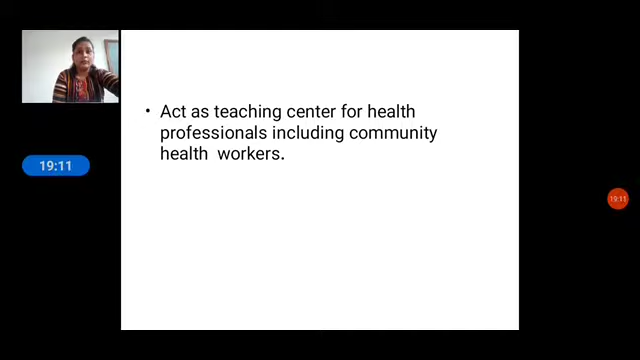 • Act as teaching center for health
professionals including community
health workers.
19:11
19:11